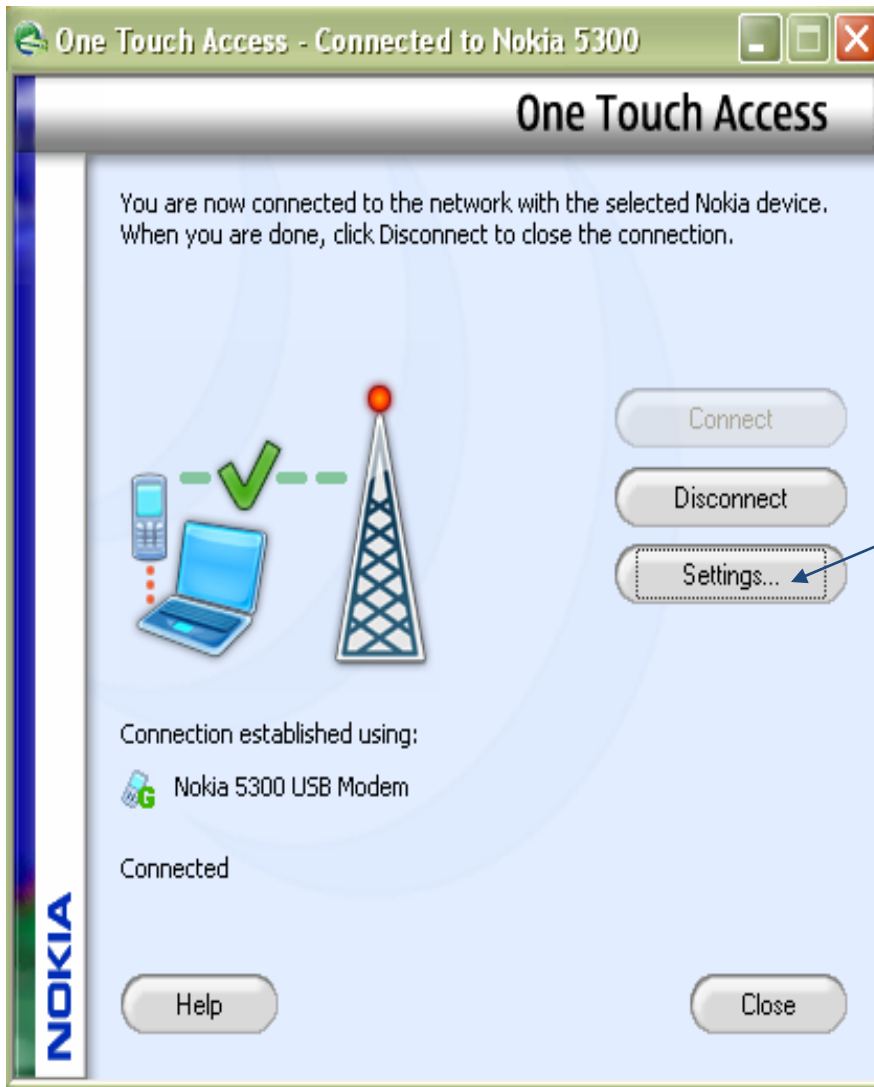 One Touch Access - Connected to Nokia 5300
One Touch Access
You are now connected to the network with the selected Nokia device.
When you are done, click Disconnect to close the connection.
Connect
Disconnect
Settings...
Connection established using:
G
Nokia 5300 USB Modem
Connected
NOKIA
Help
Close